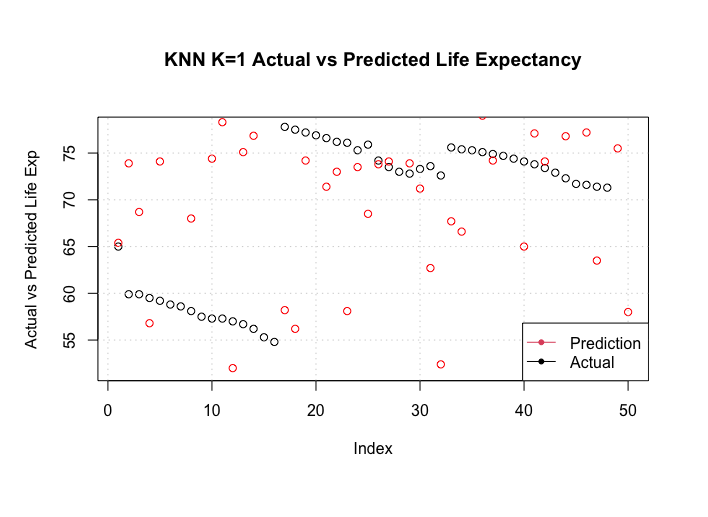 KNN K=1 Actual vs Predicted Life Expectancy
Actual vs Predicted Life Exp
75
70
65
60
55
Prediction
Actual
0 10 20 30 40 50
Index